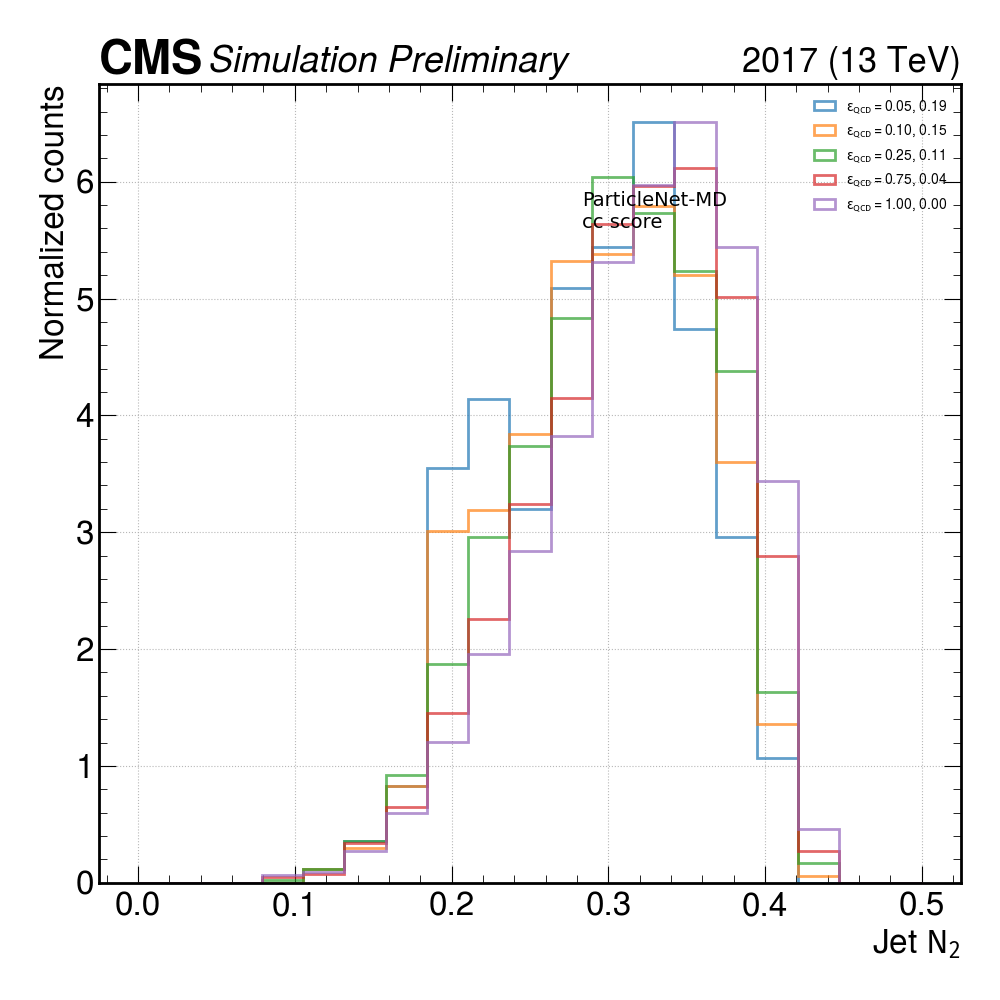 CMS Simulation Preliminary 2017 (13 TeV)
Normalized counts
ε_QCD = 0.05, 0.19
ε_QCD = 0.10, 0.15
ε_QCD = 0.25, 0.11
ε_QCD = 0.75, 0.04
ε_QCD = 1.00, 0.00
ParticleNet-MD
cc score
6
5
4
3
2
1
0
0.0 0.1 0.2 0.3 0.4 0.5
Jet N₂